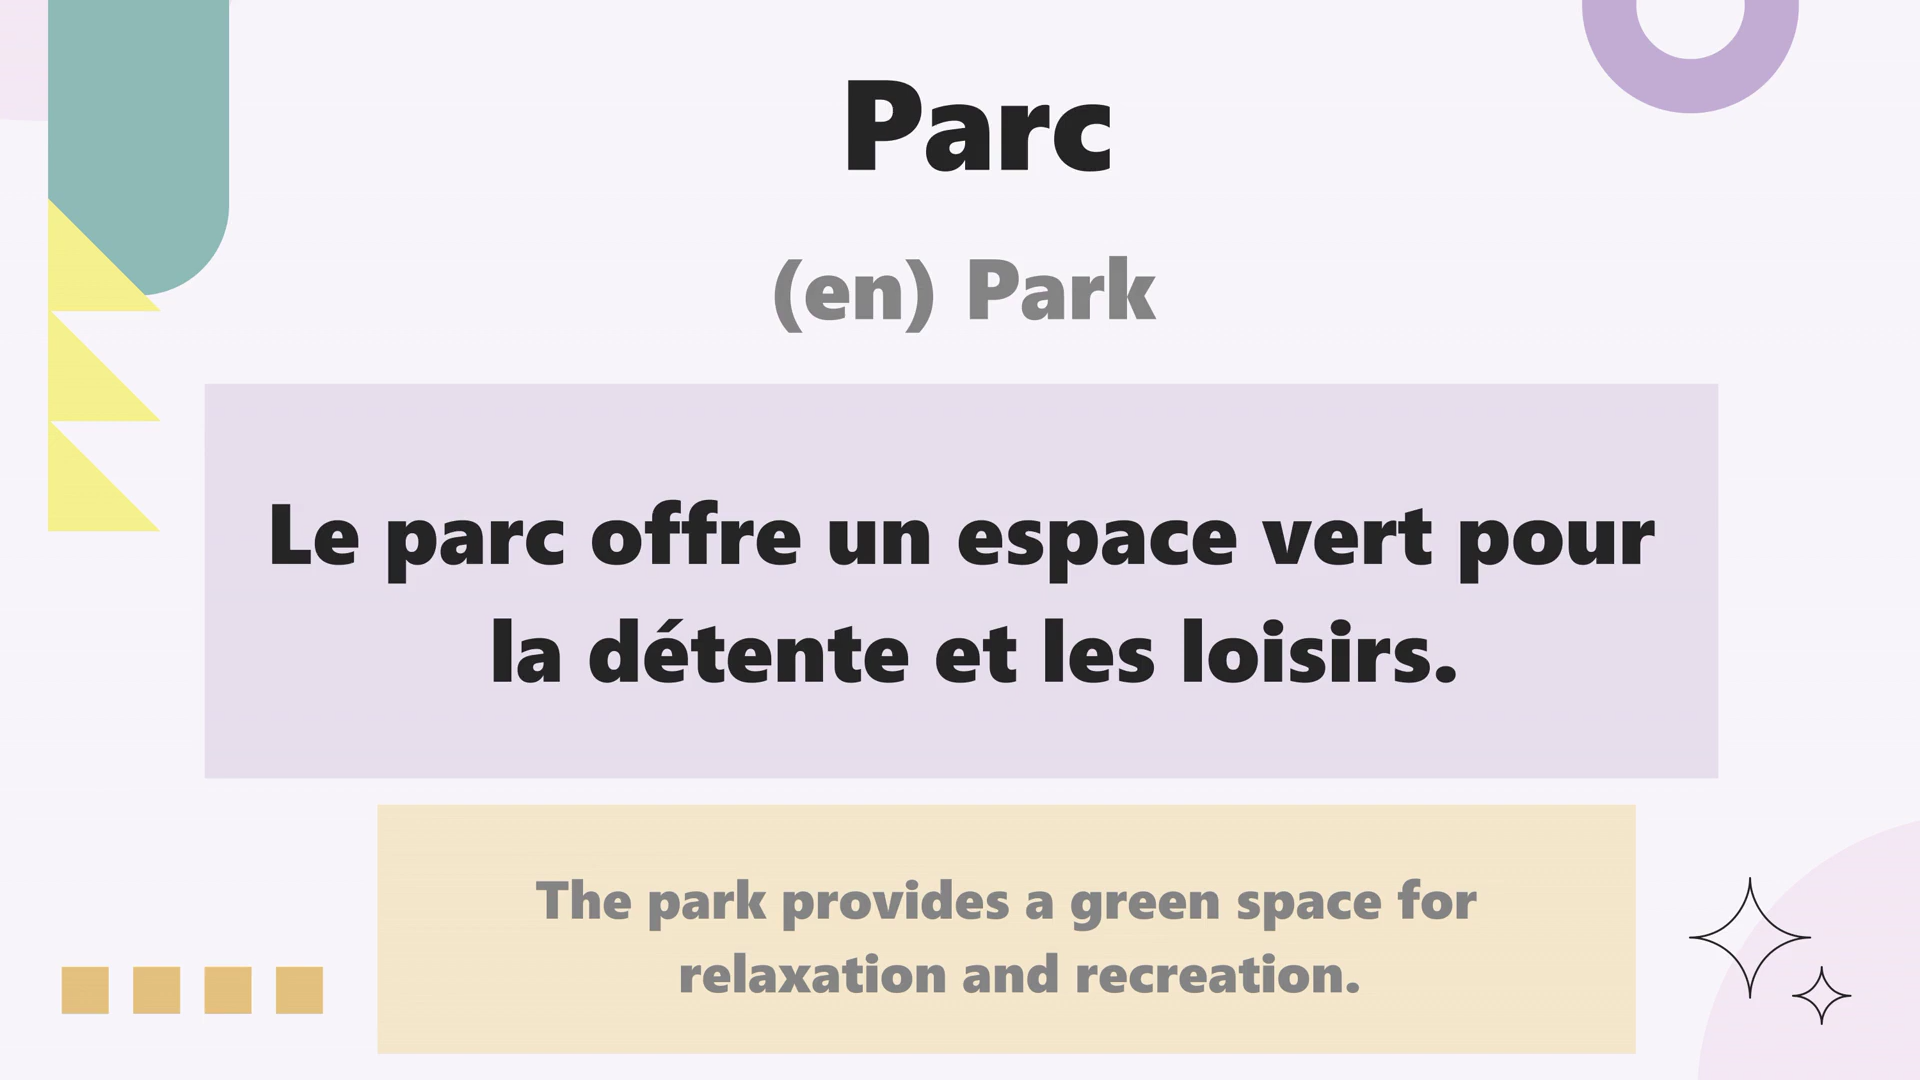 Parc
(en) Park
Le parc offre un espace vert pour
la détente et les loisirs.
The park provides a green space for
relaxation and recreation.